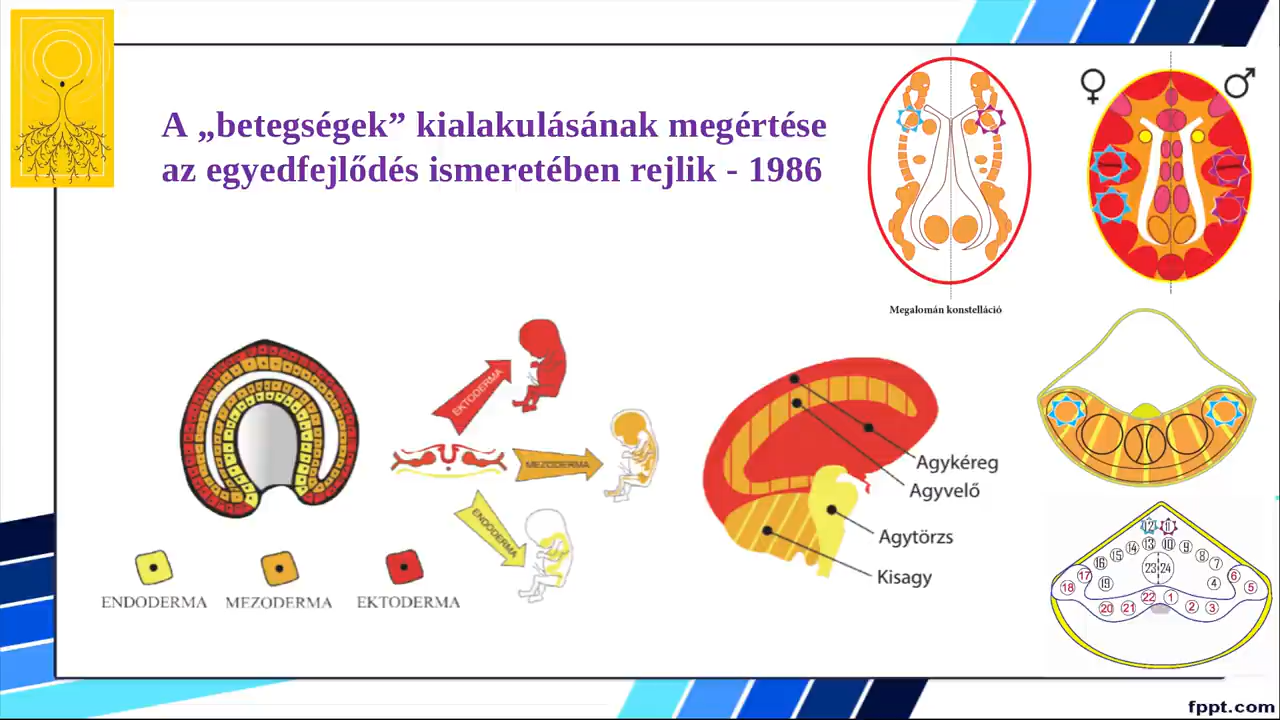 A „betegségek” kialakulásának megértése
az egyedfejlődés ismeretében rejlik - 1986
♀ ♂
Megalomán konstelláció
EKTODERMA
MEZODERMA
ENDODERMA
Agykéreg
Agyvelő
Agytörzs
Kisagy
ENDODERMA MEZODERMA EKTODERMA
12 11
15 14 13 10 9 8
16 23 24 7
17 6
18 19 4 5
22 1
20 21 2 3
fppt.com